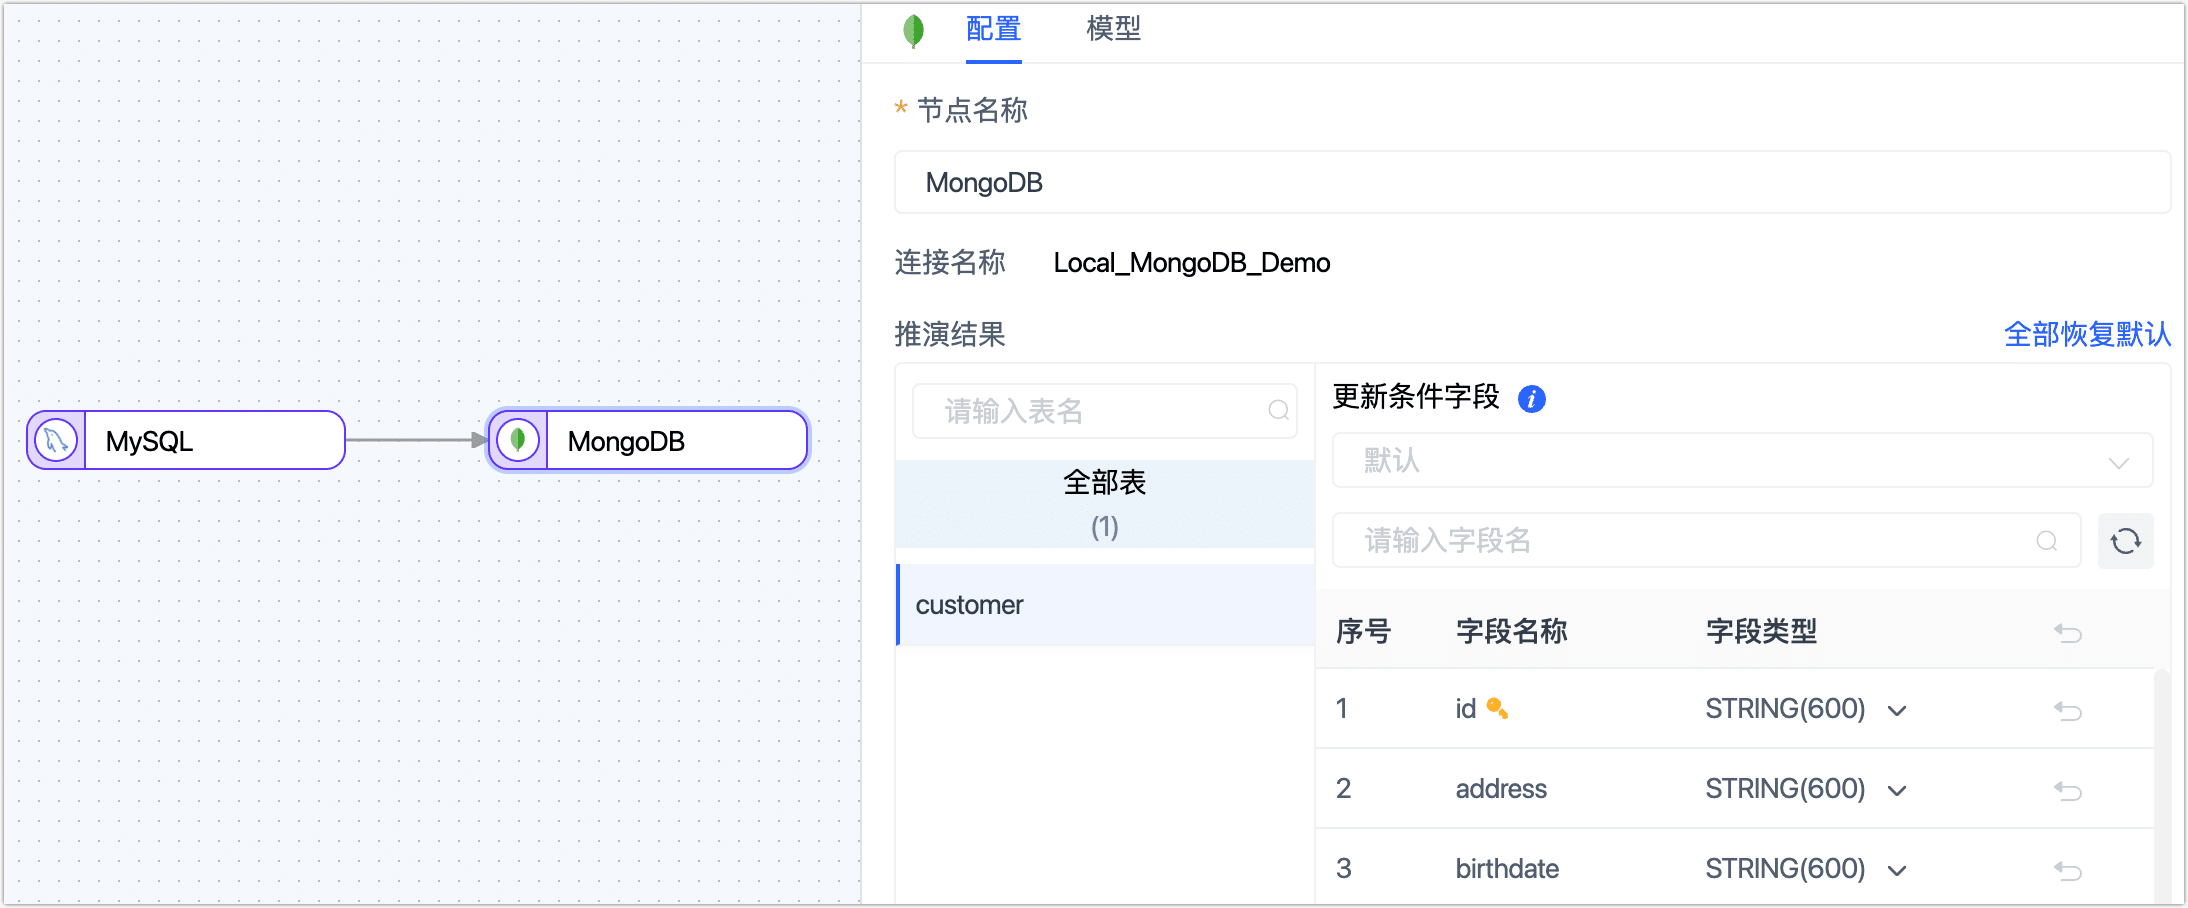 MySQL
MongoDB
配置
模型
* 节点名称
MongoDB
连接名称 Local_MongoDB_Demo
推演结果
全部恢复默认
请输入表名
全部表
(1)
customer
更新条件字段
默认
请输入字段名
序号 字段名称 字段类型
1 id STRING(600)
2 address STRING(600)
3 birthdate STRING(600)